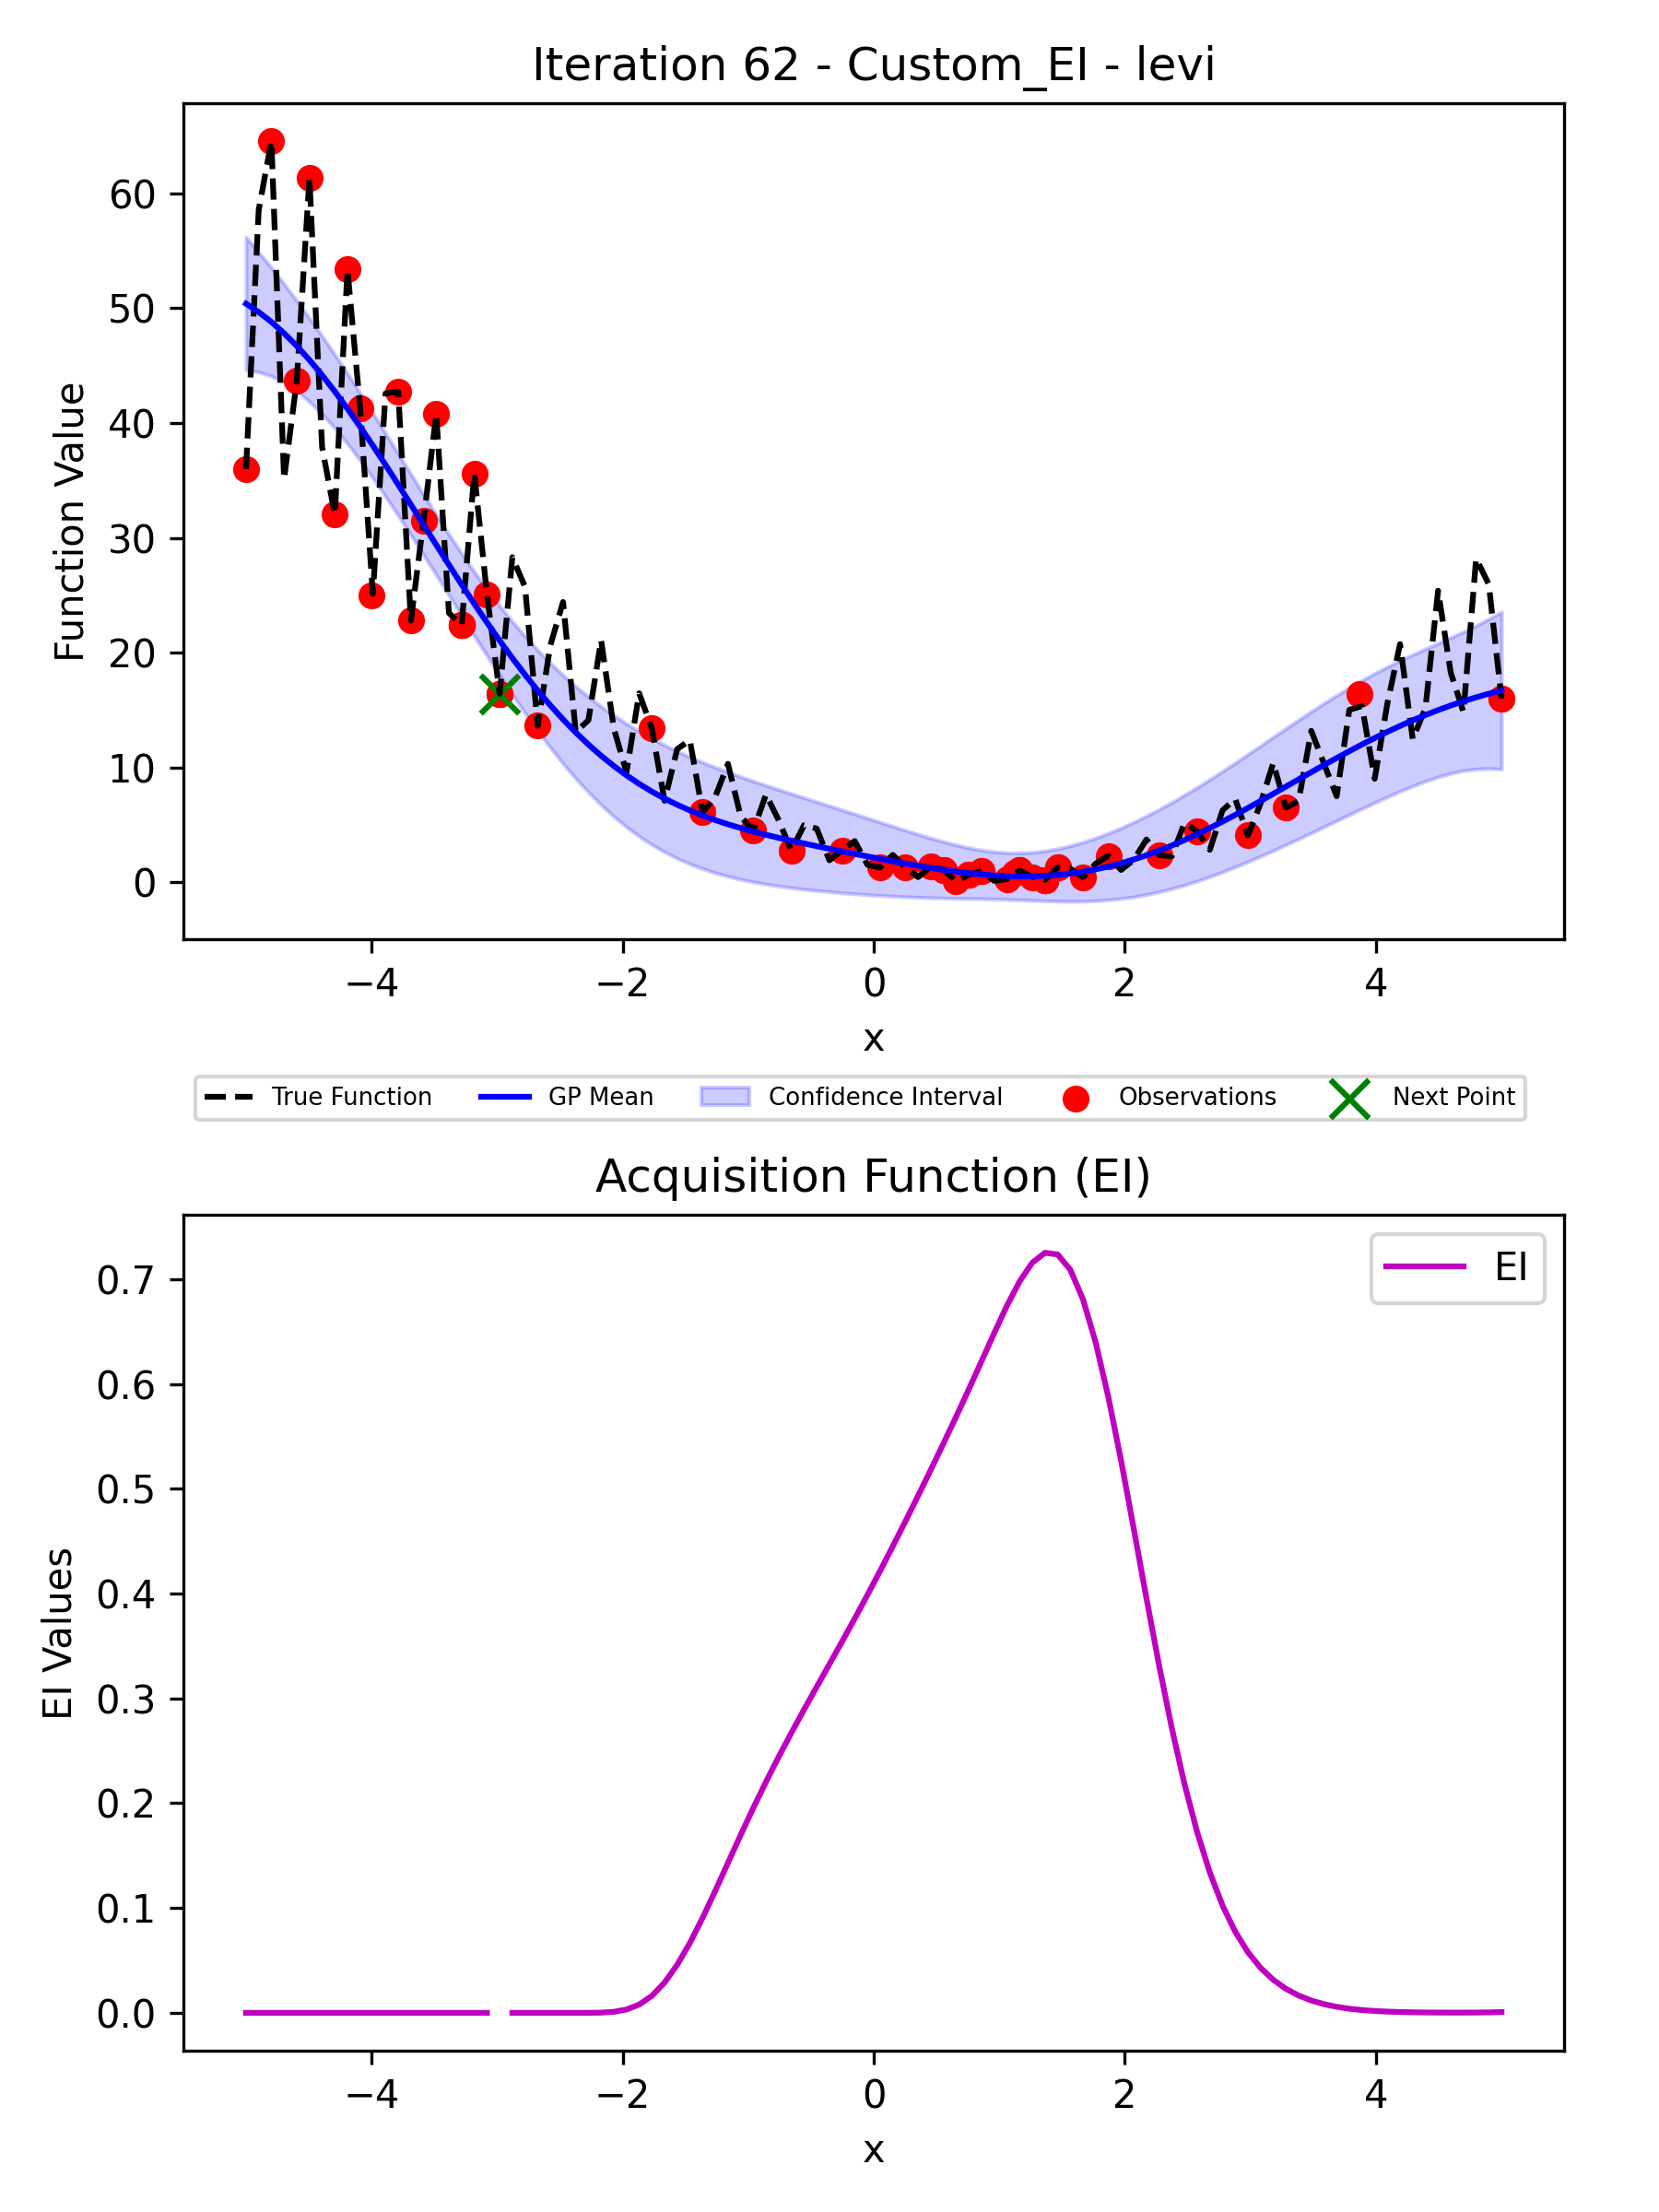 Iteration 62 - Custom_EI - levi
Function Value
60
50
40
30
20
10
0
−4
−2
0
2
4
x
True Function
GP Mean
Confidence Interval
Observations
Next Point
Acquisition Function (EI)
EI
EI Values
0.7
0.6
0.5
0.4
0.3
0.2
0.1
0.0
−4
−2
0
2
4
x